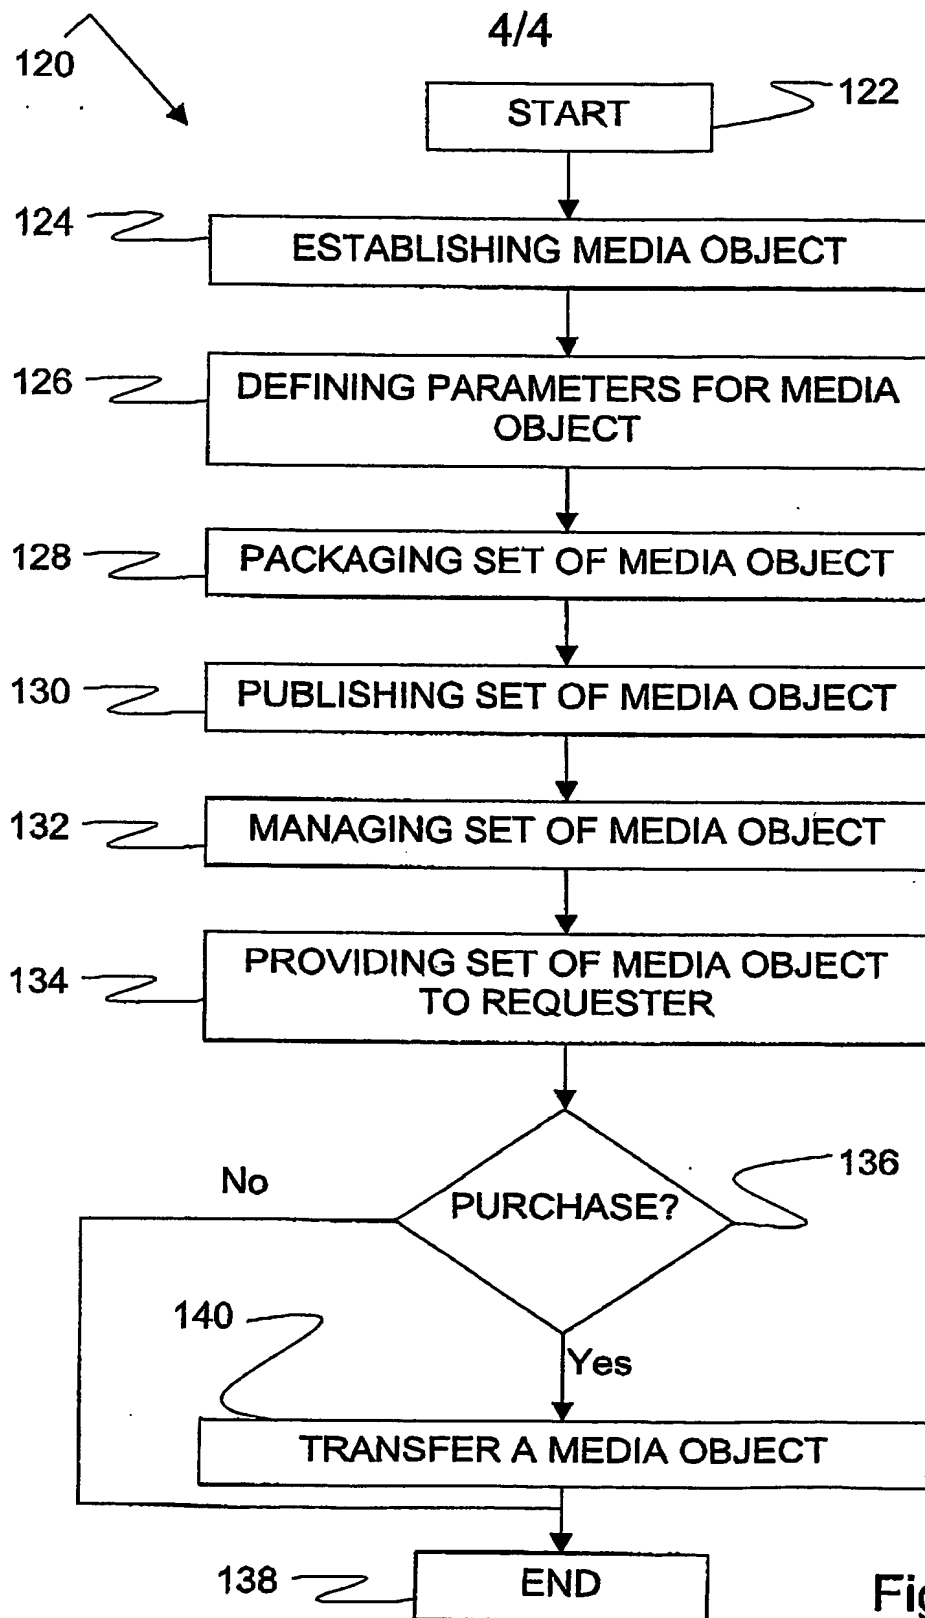 4/4
120
START
122
124
ESTABLISHING MEDIA OBJECT
126
DEFINING PARAMETERS FOR MEDIA
OBJECT
128
PACKAGING SET OF MEDIA OBJECT
130
PUBLISHING SET OF MEDIA OBJECT
132
MANAGING SET OF MEDIA OBJECT
134
PROVIDING SET OF MEDIA OBJECT
TO REQUESTER
136
No
PURCHASE?
140
Yes
TRANSFER A MEDIA OBJECT
138
END
Fig